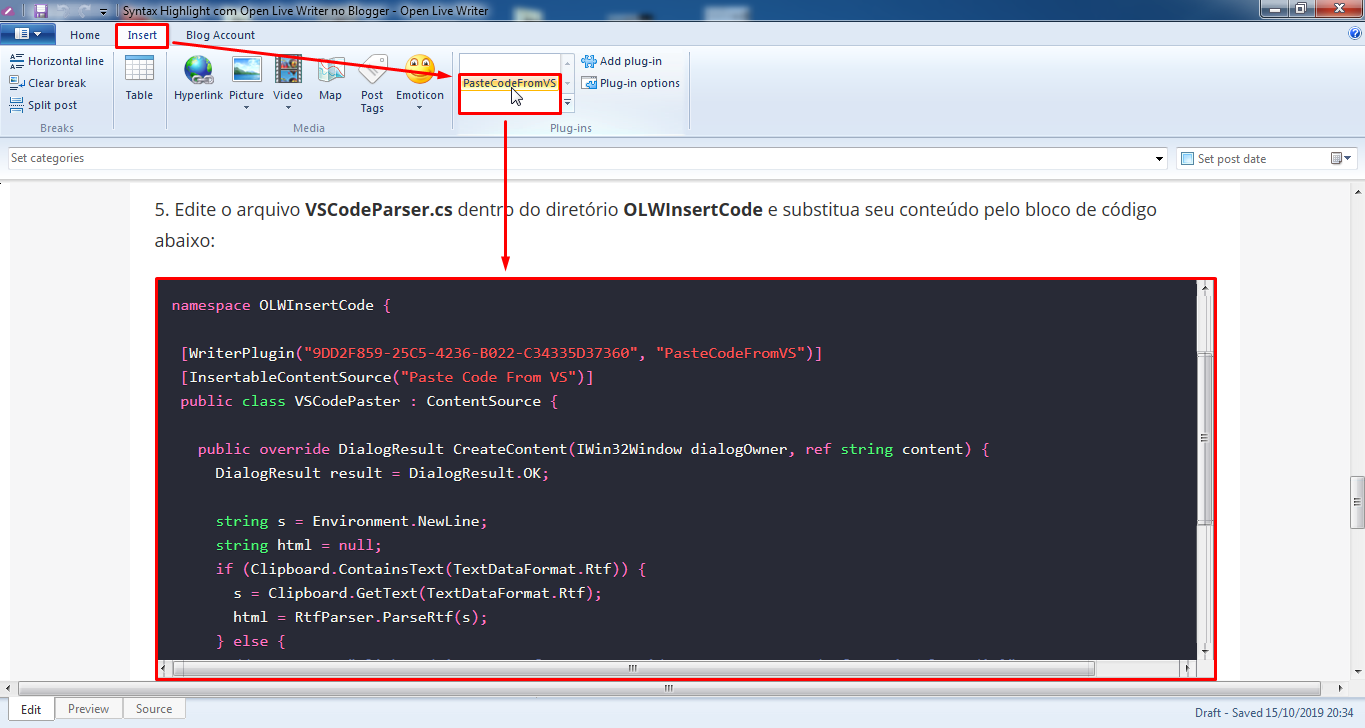 Syntax Highlight com Open Live Writer no Blogger - Open Live Writer
Home Insert Blog Account
Horizontal line
Clear break
Split post
Breaks
Table
Hyperlink Picture Video Map Post Tags Emoticon
Media
PasteCodeFromVS
Add plug-in
Plug-in options
Plug-ins
Set categories
Set post date
5. Edite o arquivo VSCodeParser.cs dentro do diretório OLWInsertCode e substitua seu conteúdo pelo bloco de código
abaixo:
namespace OLWInsertCode {
[WriterPlugin("9DD2F859-25C5-4236-B022-C34335D37360", "PasteCodeFromVS")]
[InsertableContentSource("Paste Code From VS")]
public class VSCodePaster : ContentSource {
public override DialogResult CreateContent(IWin32Window dialogOwner, ref string content) {
DialogResult result = DialogResult.OK;
string s = Environment.NewLine;
string html = null;
if (Clipboard.ContainsText(TextDataFormat.Rtf)) {
s = Clipboard.GetText(TextDataFormat.Rtf);
html = RtfParser.ParseRtf(s);
} else {
Edit Preview Source
Draft - Saved 15/10/2019 20:34